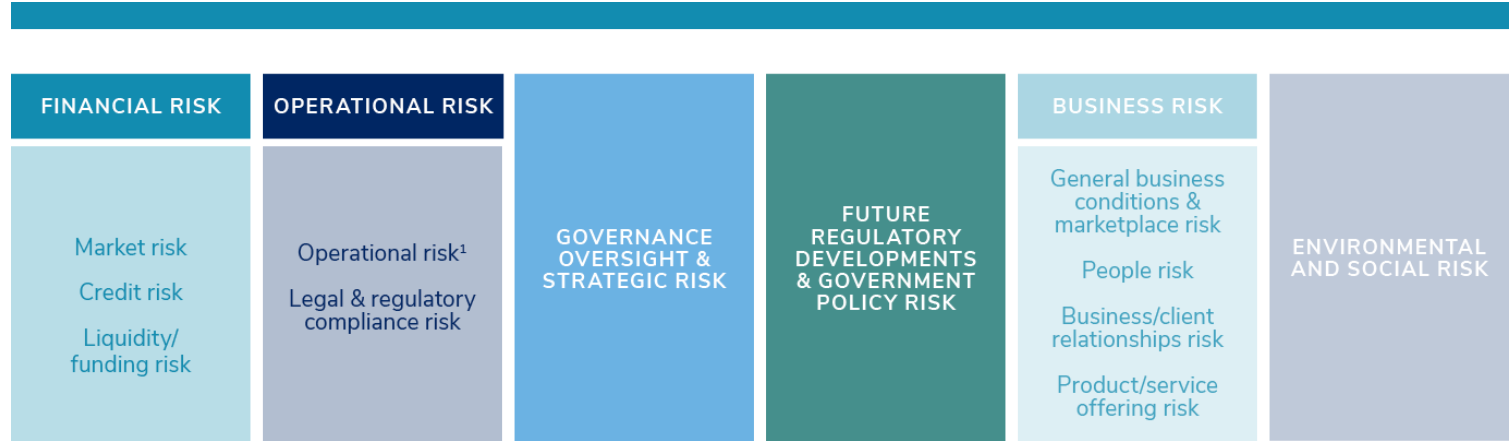 FINANCIAL RISK
Market risk
Credit risk
Liquidity/
funding risk
OPERATIONAL RISK
Operational risk¹
Legal & regulatory
compliance risk
GOVERNANCE
OVERSIGHT &
STRATEGIC RISK
FUTURE
REGULATORY
DEVELOPMENTS
& GOVERNMENT
POLICY RISK
BUSINESS RISK
General business
conditions &
marketplace risk
People risk
Business/client
relationships risk
Product/service
offering risk
ENVIRONMENTAL
AND SOCIAL RISK